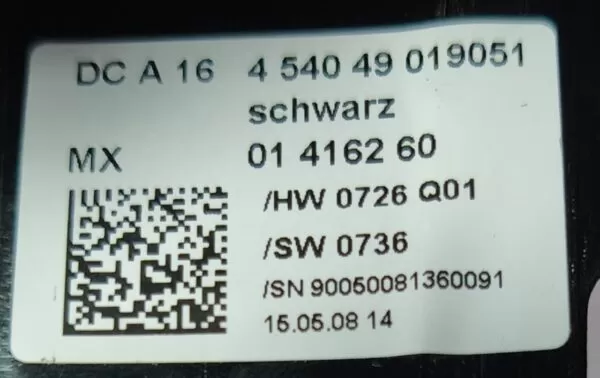 DC A 16 4 540 49 019051
schwarz
MX 01 4162 60
/HW 0726 Q01
/SW 0736
/SN 90050081360091
15.05.08 14